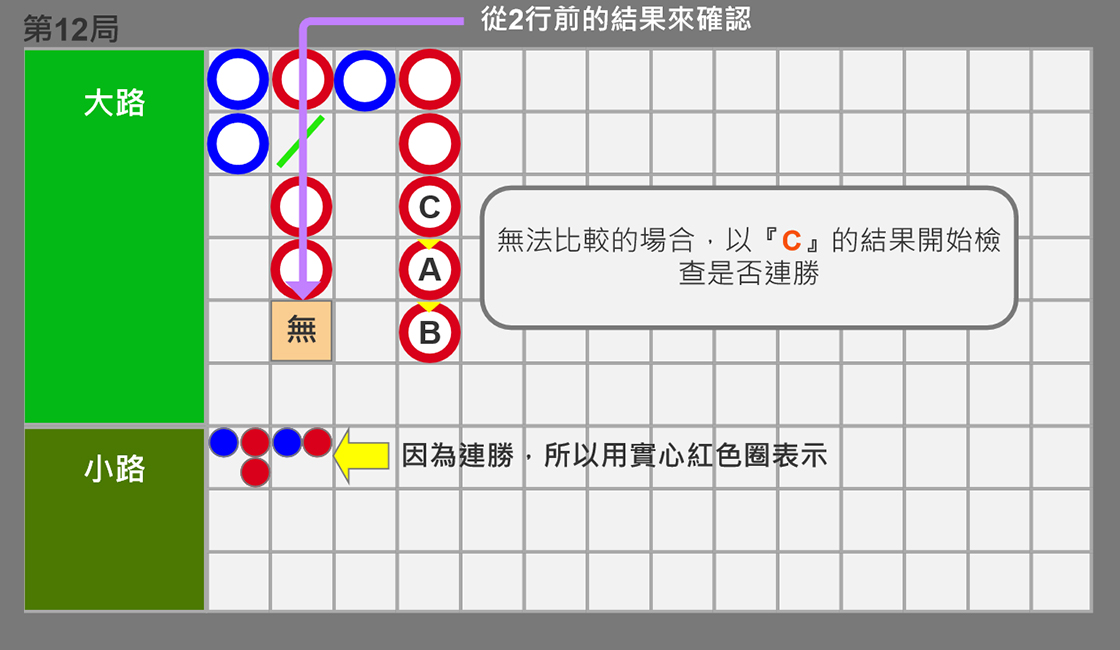 從2行前的結果來確認
第12局
大路
C
無法比較的場合，以『C』的結果開始檢
查是否連勝
A
無
B
小路
因為連勝，所以用實心紅色圈表示